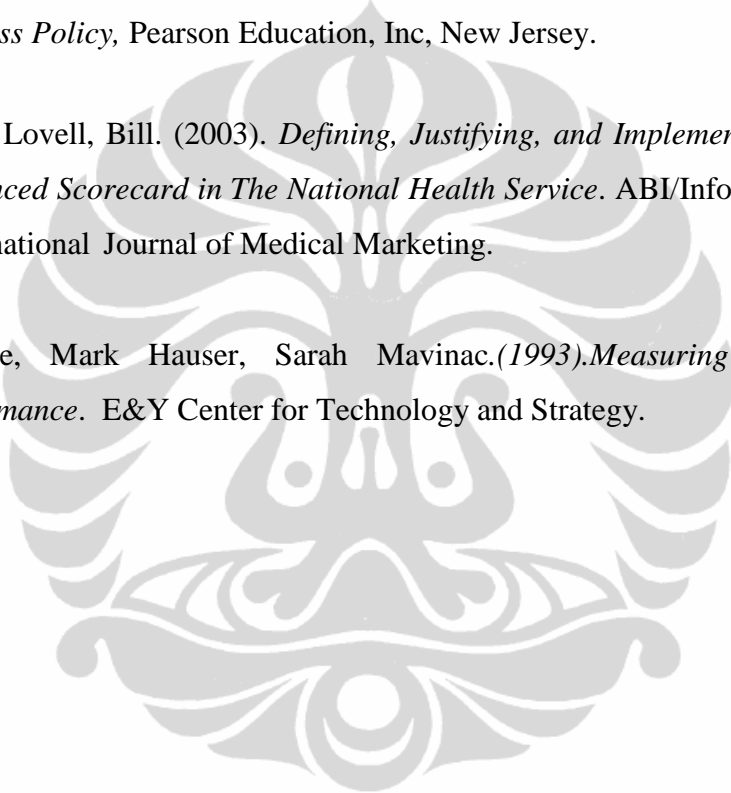 ss Policy, Pearson Education, Inc, New Jersey.
Lovell, Bill. (2003). Defining, Justifying, and Implemen
nced Scorecard in The National Health Service. ABI/Info
national Journal of Medical Marketing.
e, Mark Hauser, Sarah Mavinac.(1993).Measuring
mance. E&Y Center for Technology and Strategy.